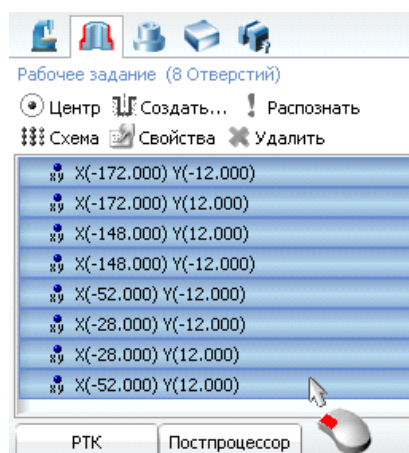 Рабочее задание (8 Отверстий)
Центр Создать... Распознать
Схема Свойства Удалить
X(-172.000) Y(-12.000)
X(-172.000) Y(12.000)
X(-148.000) Y(12.000)
X(-148.000) Y(-12.000)
X(-52.000) Y(-12.000)
X(-28.000) Y(-12.000)
X(-28.000) Y(12.000)
X(-52.000) Y(12.000)
РТК Постпроцессор